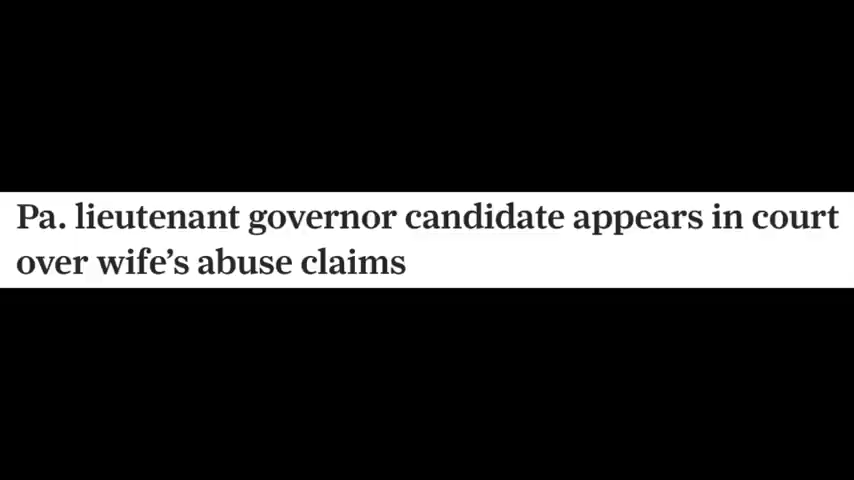 Pa. lieutenant governor candidate appears in court
over wife’s abuse claims